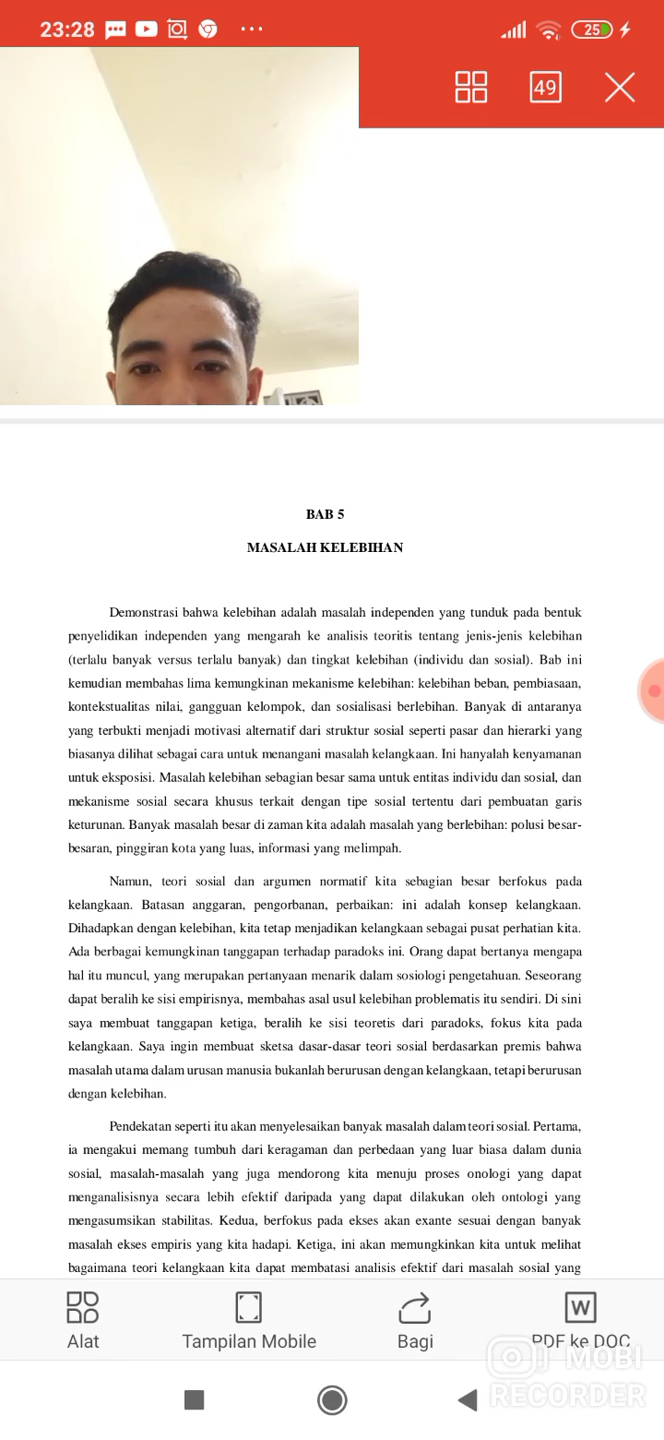 23:28
25
49
BAB 5
MASALAH KELEBIHAN
Demonstrasi bahwa kelebihan adalah masalah independen yang tunduk pada bentuk
penyelidikan independen yang mengarah ke analisis teoritis tentang jenis-jenis kelebihan
(terlalu banyak versus terlalu banyak) dan tingkat kelebihan (individu dan sosial). Bab ini
kemudian membahas lima kemungkinan mekanisme kelebihan: kelebihan beban, pembiasaan,
kontekstualitas nilai, gangguan kelompok, dan sosialisasi berlebihan. Banyak di antaranya
yang terbukti menjadi motivasi alternatif dari struktur sosial seperti pasar dan hierarki yang
biasanya dilihat sebagai cara untuk menangani masalah kelangkaan. Ini hanyalah kenyamanan
untuk eksposisi. Masalah kelebihan sebagian besar sama untuk entitas individu dan sosial, dan
mekanisme sosial secara khusus terkait dengan tipe sosial tertentu dari pembuatan garis
keturunan. Banyak masalah besar di zaman kita adalah masalah yang berlebihan: polusi besar-
besaran, pinggiran kota yang luas, informasi yang melimpah.
Namun, teori sosial dan argumen normatif kita sebagian besar berfokus pada
kelangkaan. Batasan anggaran, pengorbanan, perbaikan: ini adalah konsep kelangkaan.
Dihadapkan dengan kelebihan, kita tetap menjadikan kelangkaan sebagai pusat perhatian kita.
Ada berbagai kemungkinan tanggapan terhadap paradoks ini. Orang dapat bertanya mengapa
hal itu muncul, yang merupakan pertanyaan menarik dalam sosiologi pengetahuan. Seseorang
dapat beralih ke sisi empirisnya, membahas asal usul kelebihan problematis itu sendiri. Di sini
saya membuat tanggapan ketiga, beralih ke sisi teoretis dari paradoks, fokus kita pada
kelangkaan. Saya ingin membuat sketsa dasar-dasar teori sosial berdasarkan premis bahwa
masalah utama dalam urusan manusia bukanlah berurusan dengan kelangkaan, tetapi berurusan
dengan kelebihan.
Pendekatan seperti itu akan menyelesaikan banyak masalah dalam teori sosial. Pertama,
ia mengakui memang tumbuh dari keragaman dan perbedaan yang luar biasa dalam dunia
sosial, masalah-masalah yang juga mendorong kita menuju proses onologi yang dapat
menganalisisnya secara lebih efektif daripada yang dapat dilakukan oleh ontologi yang
mengasumsikan stabilitas. Kedua, berfokus pada ekses akan exante sesuai dengan banyak
masalah ekses empiris yang kita hadapi. Ketiga, ini akan memungkinkan kita untuk melihat
bagaimana teori kelangkaan kita dapat membatasi analisis efektif dari masalah sosial yang
Alat
Tampilan Mobile
Bagi
W
PDF ke DOC
MOBI
RECORDER